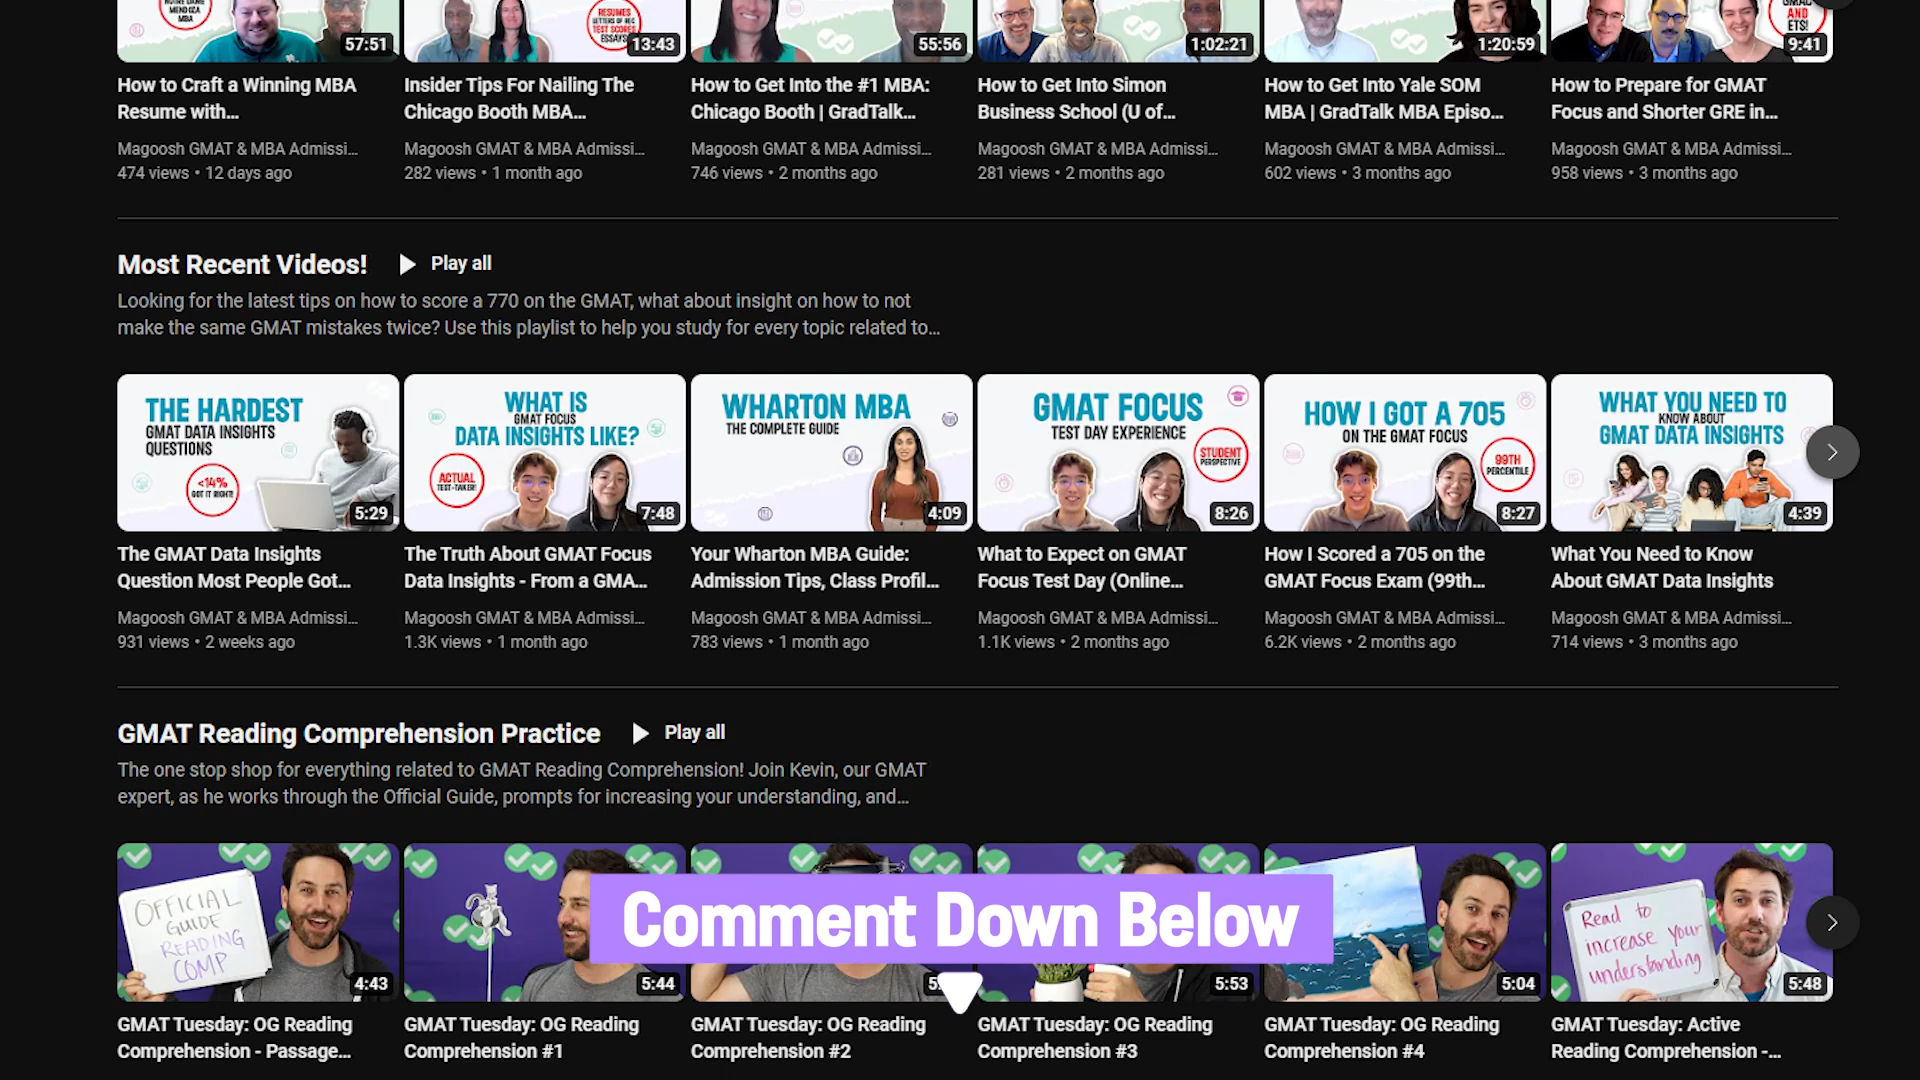 MENDOZA
MBA
57:51
RESUMES
LETTERS OF REC
TEST SCORES
ESSAYS
13:43
55:56
1:02:21
1:20:59
AND
ETS!
9:41
How to Craft a Winning MBA
Resume with...
Insider Tips For Nailing The
Chicago Booth MBA...
How to Get Into the #1 MBA:
Chicago Booth | GradTalk...
How to Get Into Simon
Business School (U of...
How to Get Into Yale SOM
MBA | GradTalk MBA Episo...
How to Prepare for GMAT
Focus and Shorter GRE in...
Magoosh GMAT & MBA Admissi...
474 views • 12 days ago
Magoosh GMAT & MBA Admissi...
282 views • 1 month ago
Magoosh GMAT & MBA Admissi...
746 views • 2 months ago
Magoosh GMAT & MBA Admissi...
281 views • 2 months ago
Magoosh GMAT & MBA Admissi...
602 views • 3 months ago
Magoosh GMAT & MBA Admissi...
958 views • 3 months ago
Most Recent Videos!
Play all
Looking for the latest tips on how to score a 770 on the GMAT, what about insight on how to not
make the same GMAT mistakes twice? Use this playlist to help you study for every topic related to...
THE HARDEST
GMAT DATA INSIGHTS
QUESTIONS
<14%
GOT IT RIGHT!
5:29
WHAT IS
GMAT FOCUS
DATA INSIGHTS LIKE?
ACTUAL
TEST-TAKER!
7:48
WHARTON MBA
THE COMPLETE GUIDE
4:09
GMAT FOCUS
TEST DAY EXPERIENCE
STUDENT
PERSPECTIVE
8:26
HOW I GOT A 705
ON THE GMAT FOCUS
99TH
PERCENTILE
8:27
WHAT YOU NEED TO
KNOW ABOUT
GMAT DATA INSIGHTS
4:39
The GMAT Data Insights
Question Most People Got...
The Truth About GMAT Focus
Data Insights - From a GMA...
Your Wharton MBA Guide:
Admission Tips, Class Profil...
What to Expect on GMAT
Focus Test Day (Online...
How I Scored a 705 on the
GMAT Focus Exam (99th...
What You Need to Know
About GMAT Data Insights
Magoosh GMAT & MBA Admissi...
931 views • 2 weeks ago
Magoosh GMAT & MBA Admissi...
1.3K views • 1 month ago
Magoosh GMAT & MBA Admissi...
783 views • 1 month ago
Magoosh GMAT & MBA Admissi...
1.1K views • 2 months ago
Magoosh GMAT & MBA Admissi...
6.2K views • 2 months ago
Magoosh GMAT & MBA Admissi...
714 views • 3 months ago
GMAT Reading Comprehension Practice
Play all
The one stop shop for everything related to GMAT Reading Comprehension! Join Kevin, our GMAT
expert, as he works through the Official Guide, prompts for increasing your understanding, and...
OFFICIAL
GUIDE
READING
COMP
4:43
5:44
5:53
5:04
Read to
increase your
understanding
5:48
Comment Down Below
GMAT Tuesday: OG Reading
Comprehension - Passage...
GMAT Tuesday: OG Reading
Comprehension #1
GMAT Tuesday: OG Reading
Comprehension #2
GMAT Tuesday: OG Reading
Comprehension #3
GMAT Tuesday: OG Reading
Comprehension #4
GMAT Tuesday: Active
Reading Comprehension -...